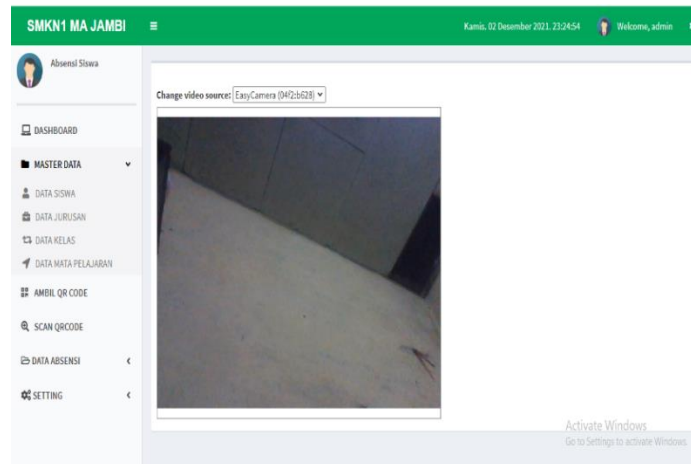 SMKN1 MA JAMBI
Kamis, 02 Desember 2021. 23:24:54
Welcome, admin
Absensi Siswa
Change video source: EasyCamera (04f2:b628)
DASHBOARD
MASTER DATA
DATA SISWA
DATA JURUSAN
DATA KELAS
DATA MATA PELAJARAN
AMBIL QR CODE
SCAN QRCODE
DATA ABSENSI
SETTING
Activate Windows
Go to Settings to activate Windows.